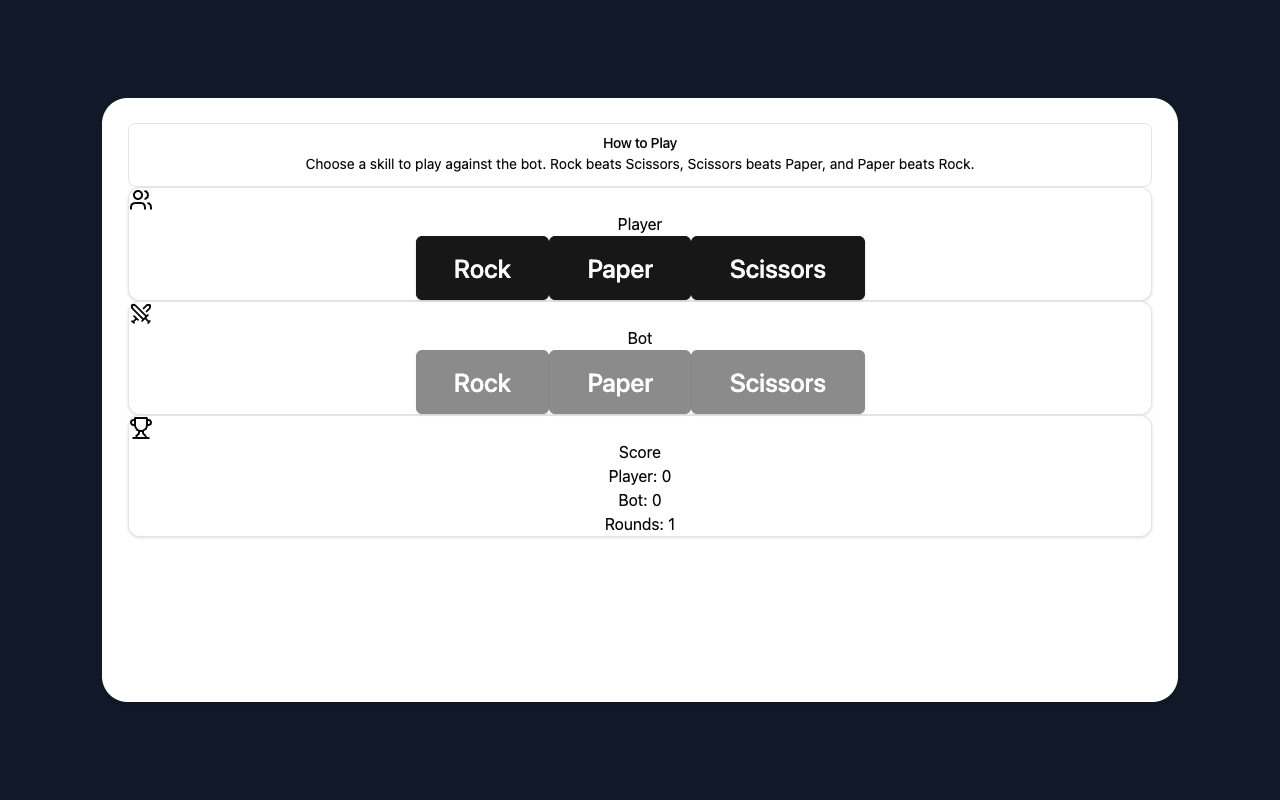 How to Play
Choose a skill to play against the bot. Rock beats Scissors, Scissors beats Paper, and Paper beats Rock.
Player
Rock Paper Scissors
Bot
Rock Paper Scissors
Score
Player: 0
Bot: 0
Rounds: 1